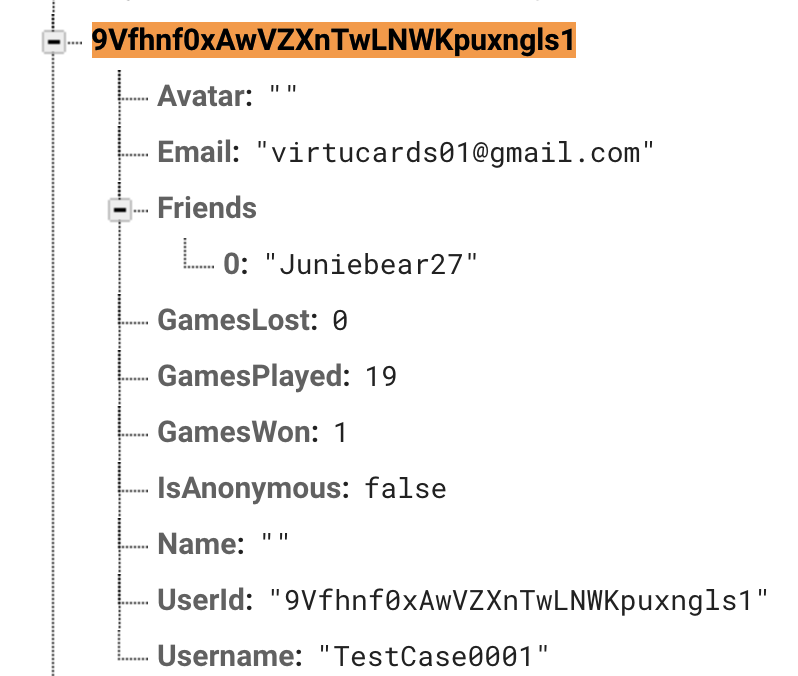 9Vfhnf0xAwVZXnTwLNWKpuxngls1
Avatar: ""
Email: "virtucards01@gmail.com"
Friends
0: "Juniebear27"
GamesLost: 0
GamesPlayed: 19
GamesWon: 1
IsAnonymous: false
Name: ""
UserId: "9Vfhnf0xAwVZXnTwLNWKpuxngls1"
Username: "TestCase0001"